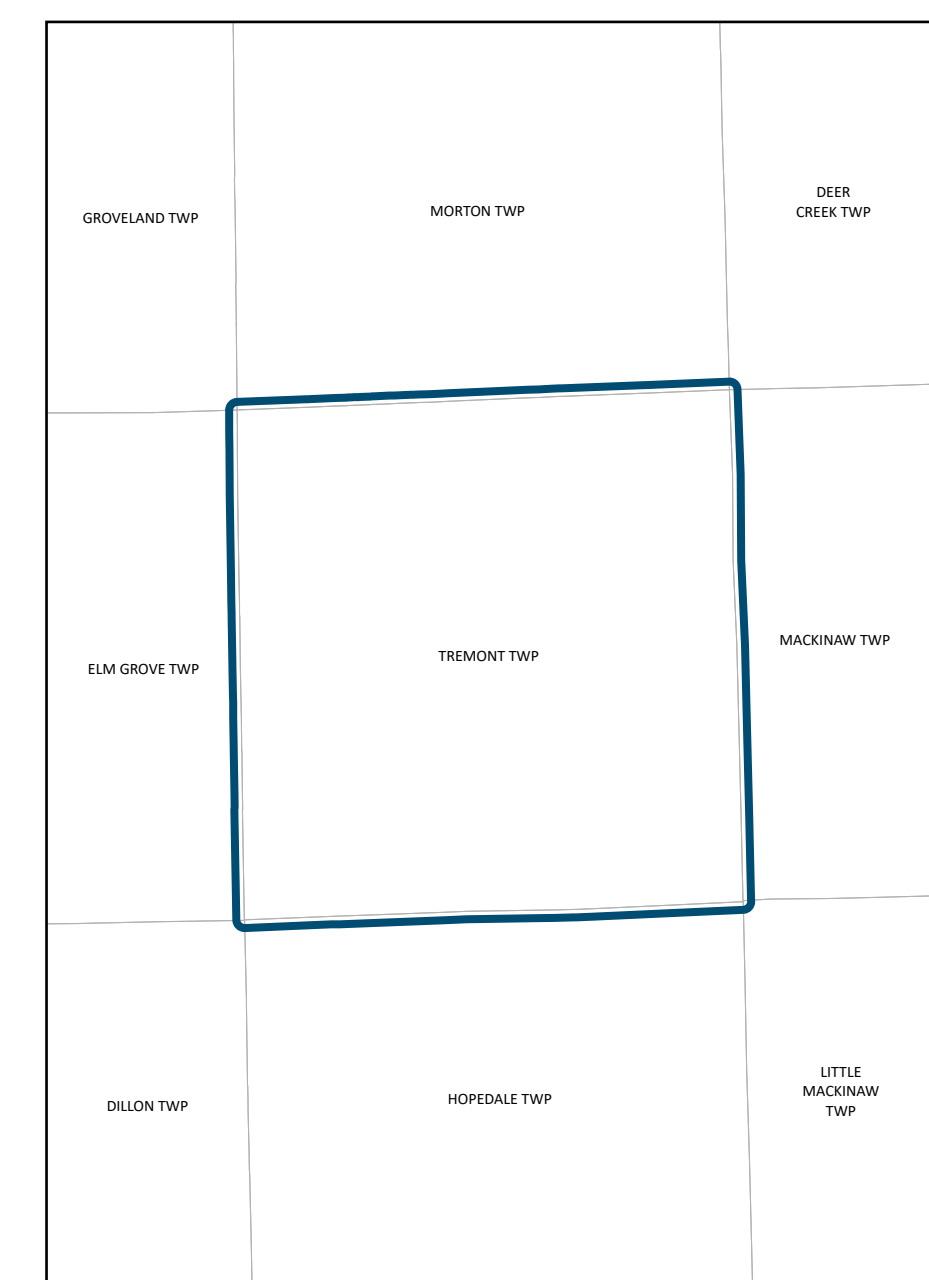 GROVELAND TWP
MORTON TWP
DEER
CREEK TWP
ELM GROVE TWP
TREMONT TWP
MACKINAW TWP
DILLON TWP
HOPEDALE TWP
LITTLE
MACKINAW
TWP